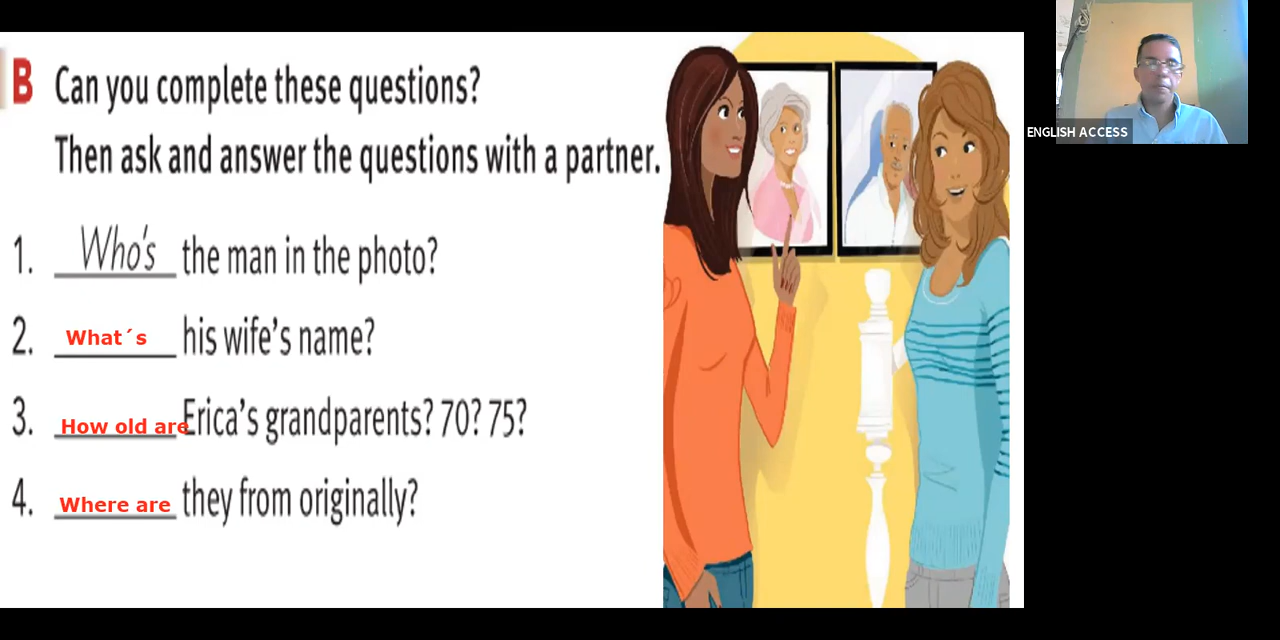 B Can you complete these questions?
Then ask and answer the questions with a partner.
1. Who's the man in the photo?
2. What´s his wife's name?
3. How old are Erica's grandparents? 70? 75?
4. Where are they from originally?
ENGLISH ACCESS